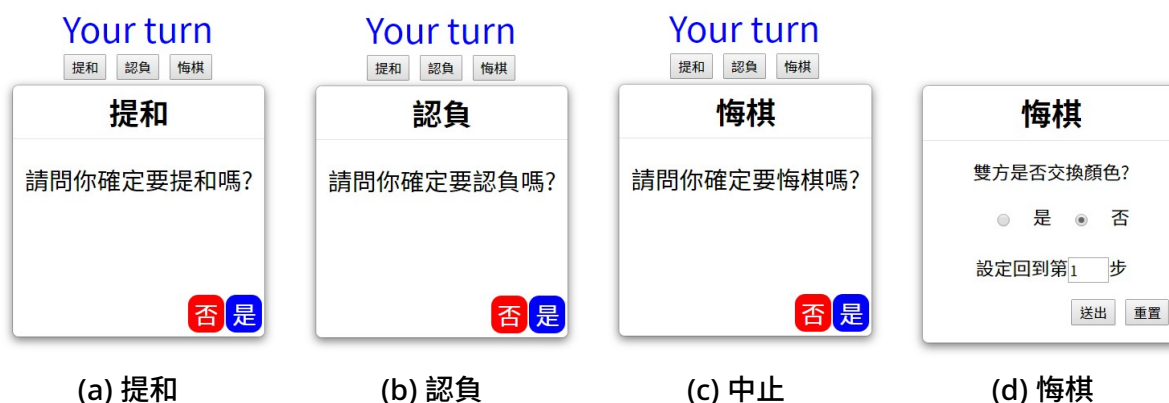 Your turn
提和 認負 悔棋
提和
請問你確定要提和嗎?
否 是
(a) 提和
Your turn
提和 認負 悔棋
認負
請問你確定要認負嗎?
否 是
(b) 認負
Your turn
提和 認負 悔棋
悔棋
請問你確定要悔棋嗎?
否 是
(c) 中止
悔棋
雙方是否交換顏色?
是 否
設定回到第1步
送出 重置
(d) 悔棋